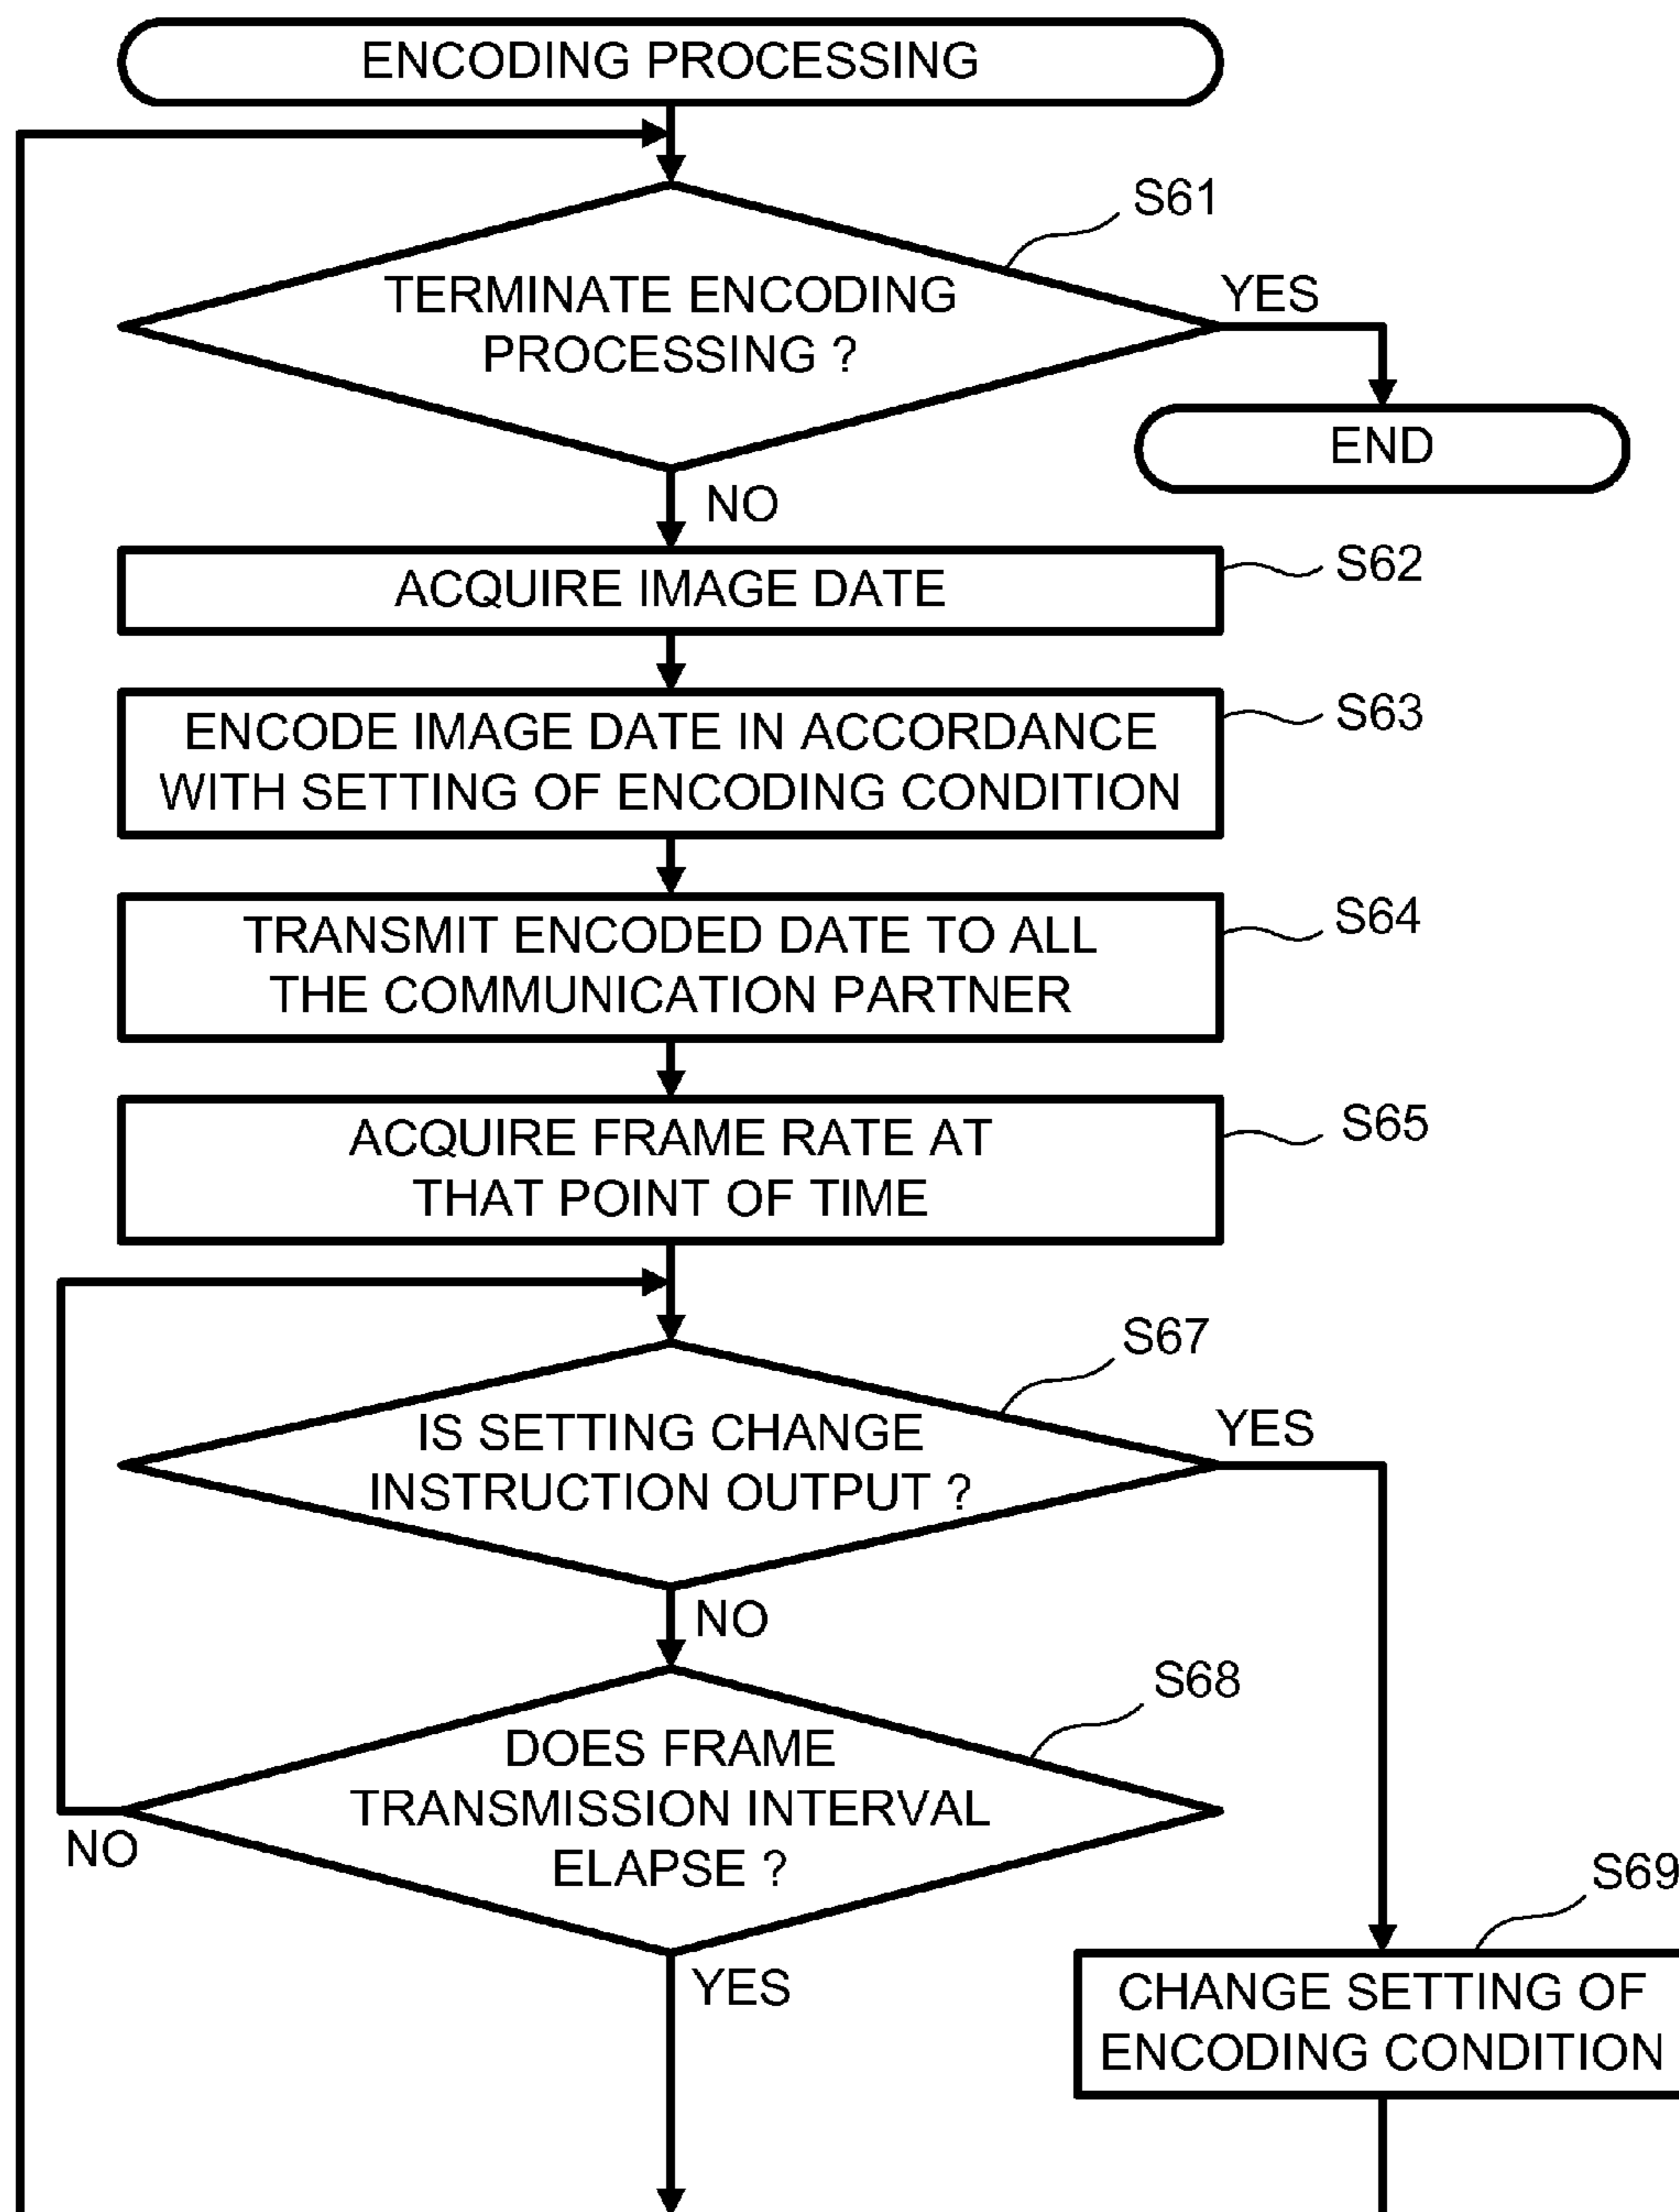 ENCODING PROCESSING
S61
TERMINATE ENCODING
PROCESSING ?
YES
END
NO
ACQUIRE IMAGE DATE
S62
ENCODE IMAGE DATE IN ACCORDANCE
WITH SETTING OF ENCODING CONDITION
S63
TRANSMIT ENCODED DATE TO ALL
THE COMMUNICATION PARTNER
S64
ACQUIRE FRAME RATE AT
THAT POINT OF TIME
S65
S67
IS SETTING CHANGE
INSTRUCTION OUTPUT ?
YES
NO
S68
DOES FRAME
TRANSMISSION INTERVAL
ELAPSE ?
NO
YES
S69
CHANGE SETTING OF
ENCODING CONDITION